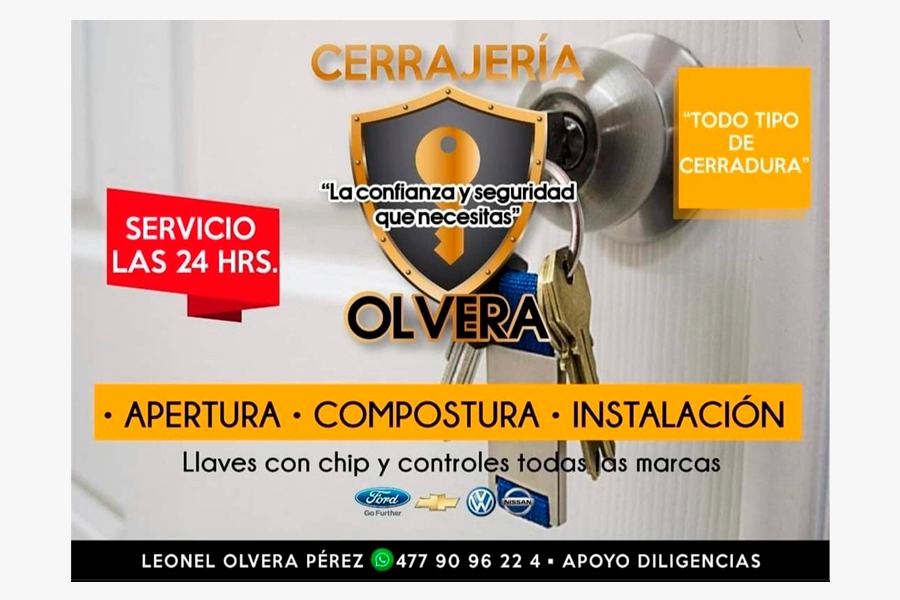 CERRAJERÍA
"TODO TIPO
DE
CERRADURA"
"La confianza y seguridad
que necesitas"
SERVICIO
LAS 24 HRS.
OLVERA
• APERTURA • COMPOSTURA • INSTALACIÓN
Llaves con chip y controles todas las marcas
Ford
Go Further
NISSAN
LEONEL OLVERA PÉREZ 477 90 96 22 4 ▪ APOYO DILIGENCIAS